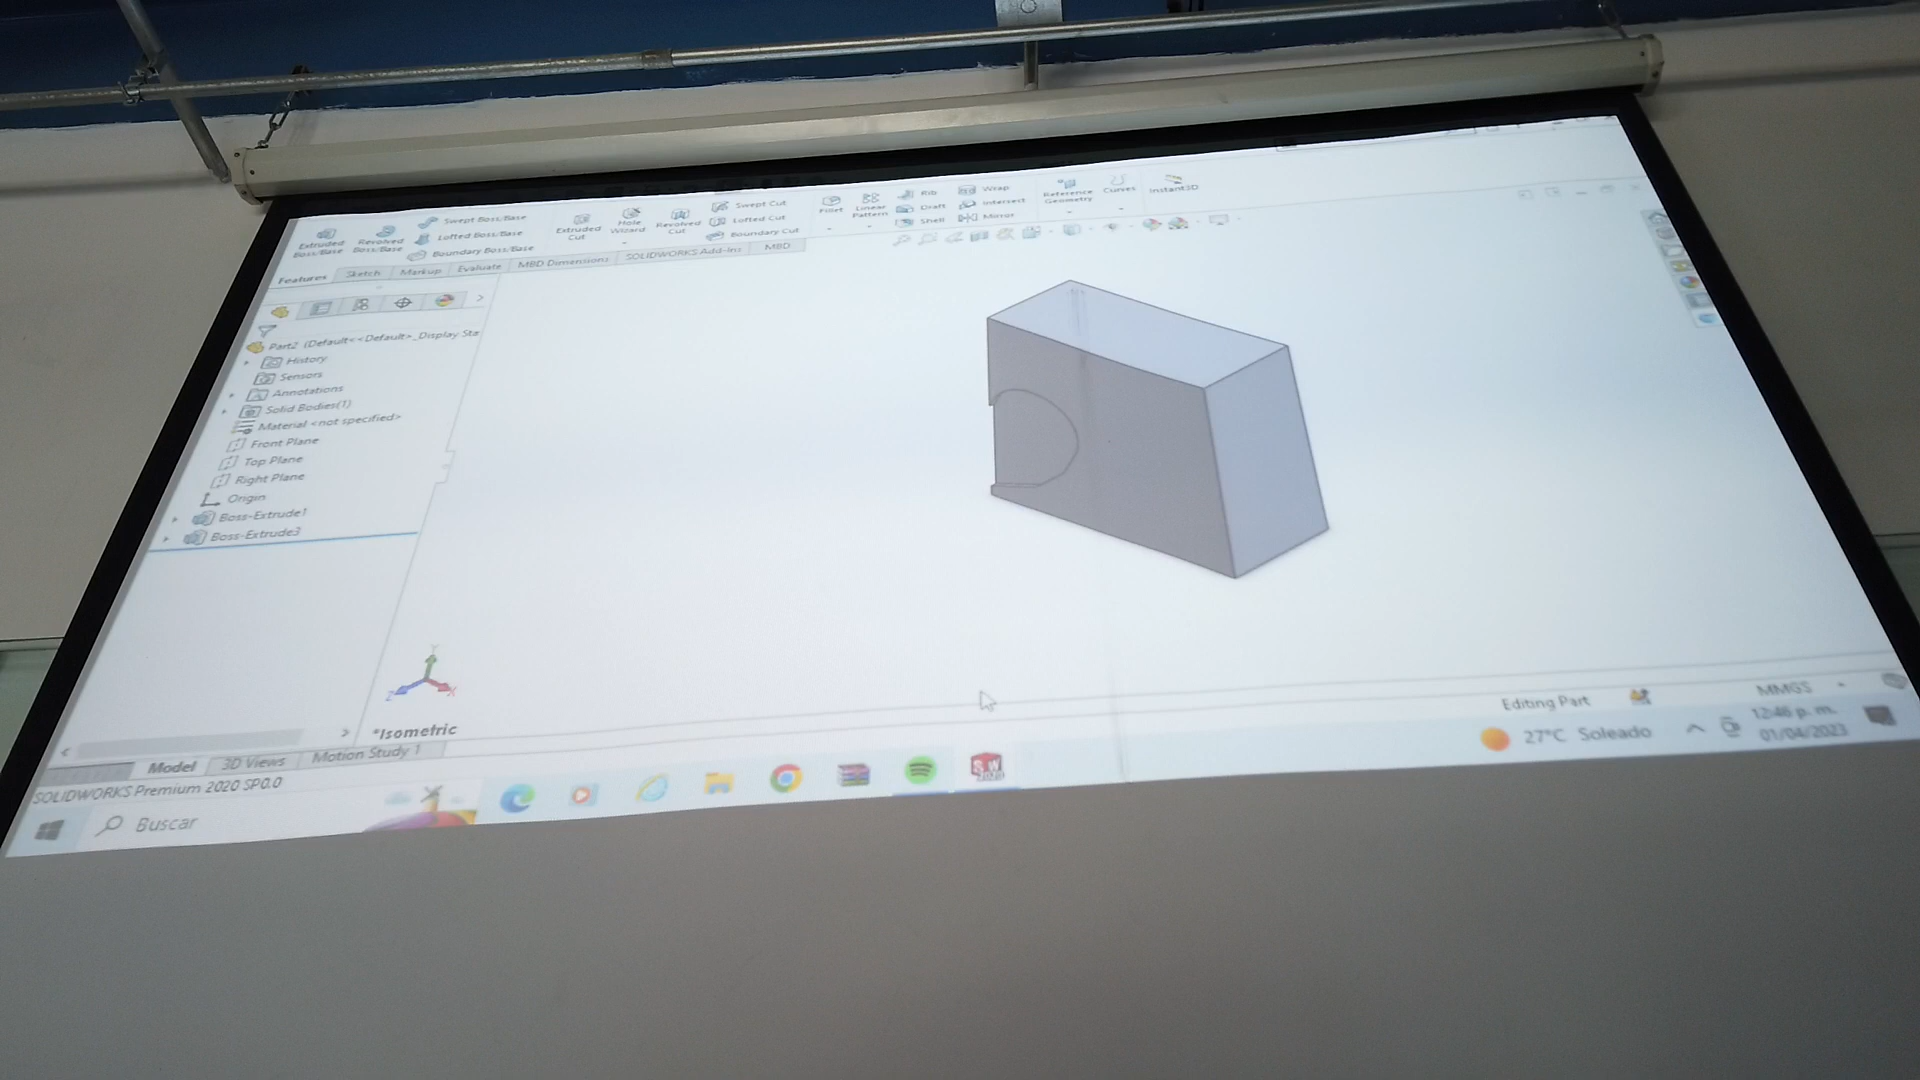 Extruded Boss/Base
Revolved Boss/Base
Swept Boss/Base
Lofted Boss/Base
Boundary Boss/Base
Extruded Cut
Hole Wizard
Revolved Cut
Swept Cut
Lofted Cut
Boundary Cut
Fillet
Linear Pattern
Rib
Draft
Shell
Wrap
Intersect
Mirror
Reference Geometry
Curves
Instant3D
Features Sketch Markup Evaluate MBD Dimensions SOLIDWORKS Add-Ins MBD
Part2 (Default<<Default>_Display Sta
History
Sensors
Annotations
Solid Bodies(1)
Material <not specified>
Front Plane
Top Plane
Right Plane
Origin
Boss-Extrude1
Boss-Extrude3
Y
Z X
*Isometric
Model 3D Views Motion Study 1
SOLIDWORKS Premium 2020 SP0.0
Editing Part MMGS
Buscar
SW
2020
27°C Soleado
12:46 p. m.
01/04/2023